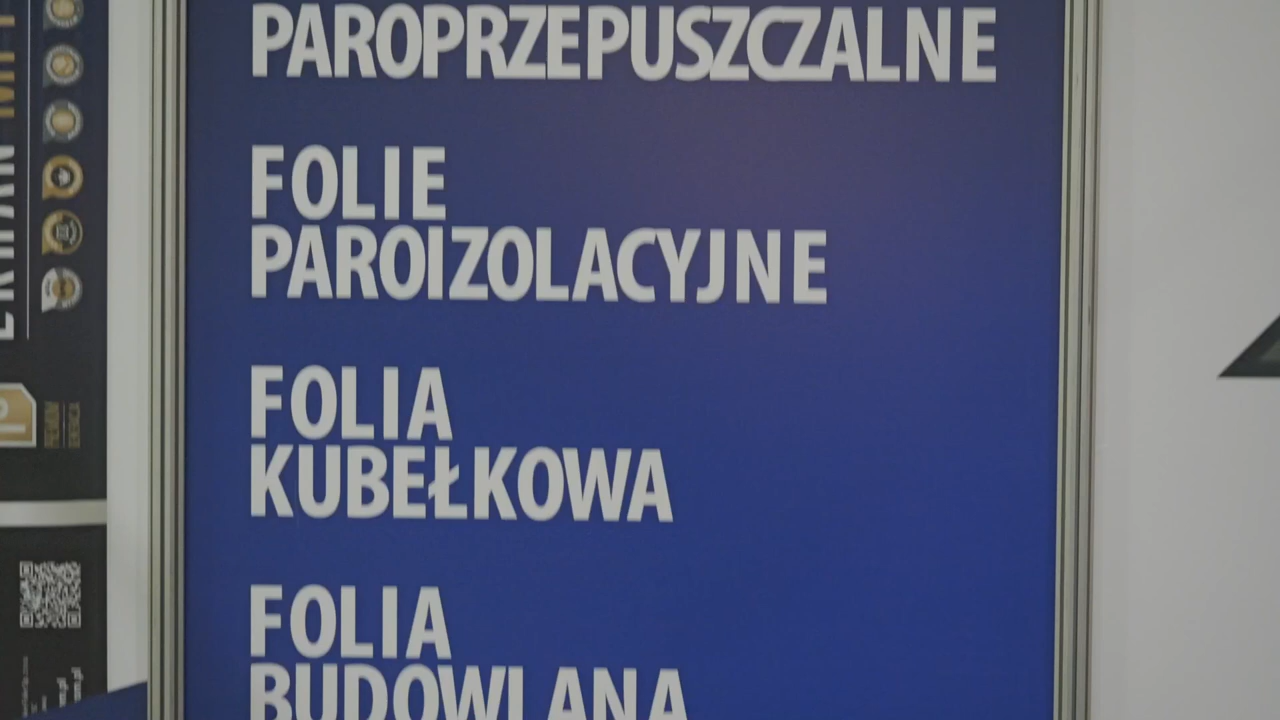 PAROPRZEPUSZCZALNE
FOLIE
PAROIZOLACYJNE
FOLIA
KUBEŁKOWA
FOLIA
BUDOWLANA